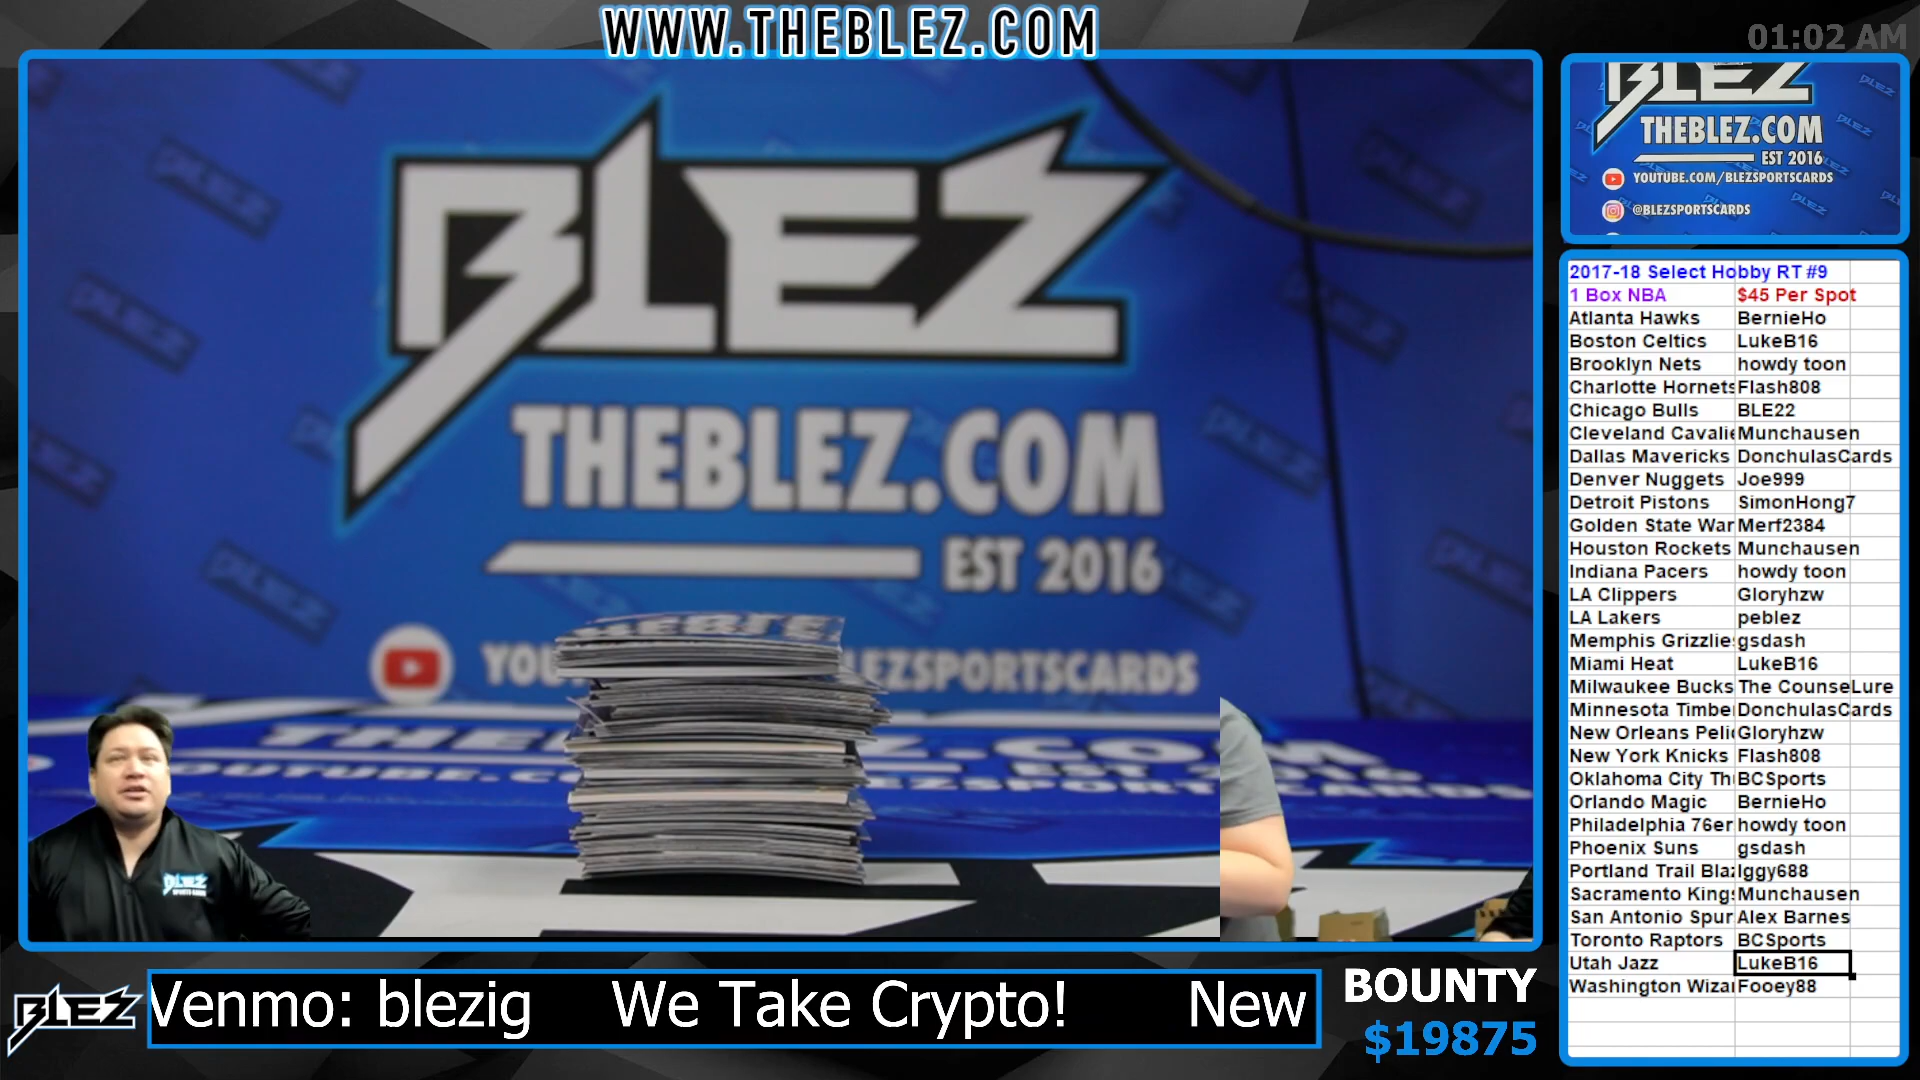 WWW.THEBLEZ.COM
01:02 AM
BLEZ
THEBLEZ.COM
EST 2016
YOU
LEZSPORTSCARDS
BLEZ
THEBLEZ.COM
EST 2016
YOUTUBE.COM/BLEZSPORTSCARDS
@BLEZSPORTSCARDS
2017-18 Select Hobby RT #9
1 Box NBA $45 Per Spot
Atlanta Hawks BernieHo
Boston Celtics LukeB16
Brooklyn Nets howdy toon
Charlotte Hornets Flash808
Chicago Bulls BLE22
Cleveland Cavalie Munchausen
Dallas Mavericks DonchulasCards
Denver Nuggets Joe999
Detroit Pistons SimonHong7
Golden State War Merf2384
Houston Rockets Munchausen
Indiana Pacers howdy toon
LA Clippers Gloryhzw
LA Lakers peblez
Memphis Grizzlie gsdash
Miami Heat LukeB16
Milwaukee Bucks The CounseLure
Minnesota Timbe DonchulasCards
New Orleans Peli Gloryhzw
New York Knicks Flash808
Oklahoma City Th BCSports
Orlando Magic BernieHo
Philadelphia 76er howdy toon
Phoenix Suns gsdash
Portland Trail Bla Iggy688
Sacramento King Munchausen
San Antonio Spur Alex Barnes
Toronto Raptors BCSports
Utah Jazz LukeB16
Washington Wiza Fooey88
BLEZ
BLEZ
Venmo: blezig We Take Crypto! New
BOUNTY
$19875